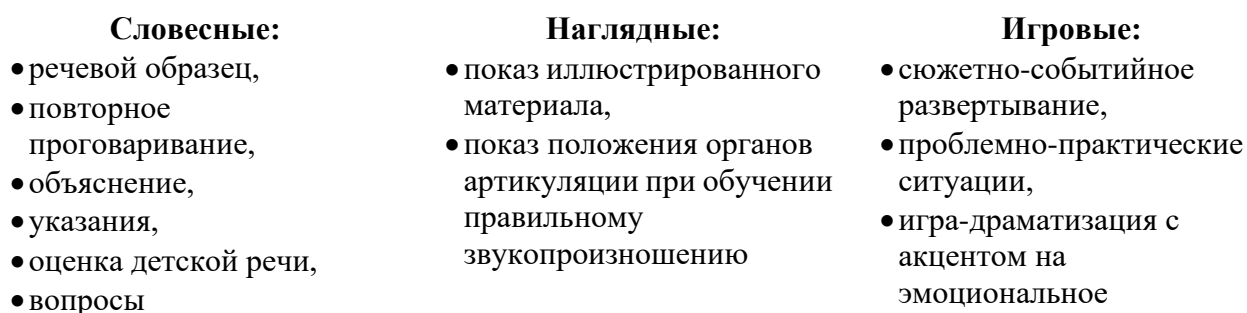 Словесные:
• речевой образец,
• повторное
проговаривание,
• объяснение,
• указания,
• оценка детской речи,
• вопросы
Наглядные:
• показ иллюстрированного
материала,
• показ положения органов
артикуляции при обучении
правильному
звукопроизношению
Игровые:
• сюжетно-событийное
развертывание,
• проблемно-практические
ситуации,
• игра-драматизация с
акцентом на
эмоциональное